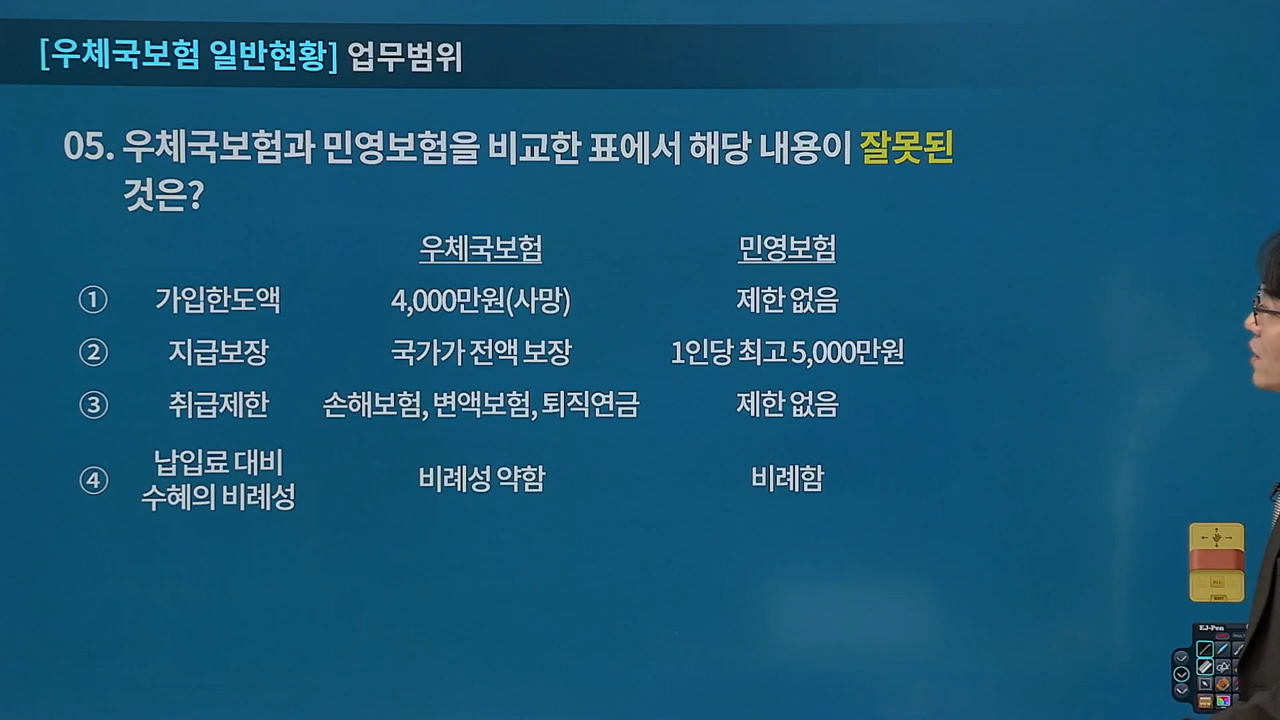 [우체국보험 일반현황] 업무범위
05. 우체국보험과 민영보험을 비교한 표에서 해당 내용이 잘못된
것은?
우체국보험 민영보험
① 가입한도액 4,000만원(사망) 제한 없음
② 지급보장 국가가 전액 보장 1인당 최고 5,000만원
③ 취급제한 손해보험, 변액보험, 퇴직연금 제한 없음
④ 납입료 대비
수혜의 비례성 비례성 약함 비례함
EJ-Pen